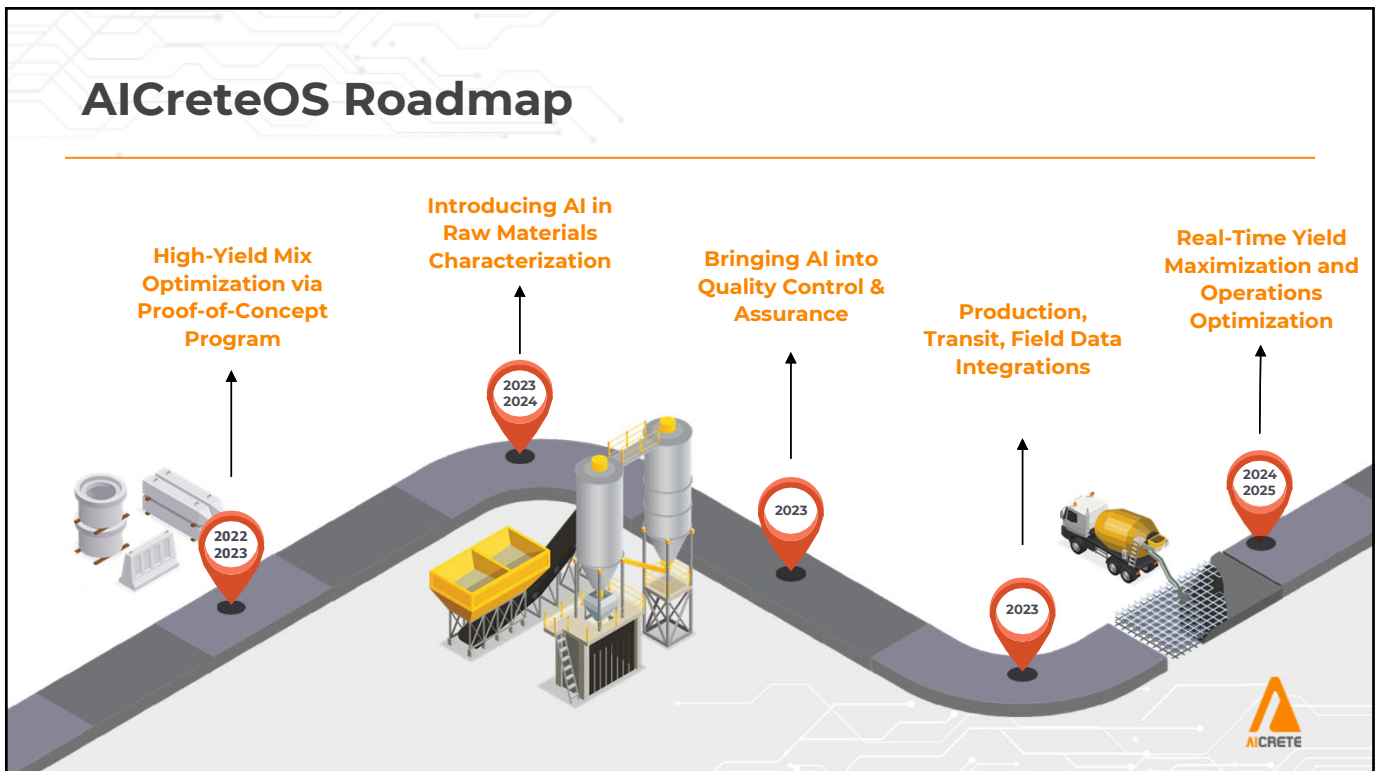 AICreteOS Roadmap
High-Yield Mix
Optimization via
Proof-of-Concept
Program
2022
2023
Introducing AI in
Raw Materials
Characterization
2023
2024
Bringing AI into
Quality Control &
Assurance
2023
Production,
Transit, Field Data
Integrations
2023
Real-Time Yield
Maximization and
Operations
Optimization
2024
2025
AICRETE